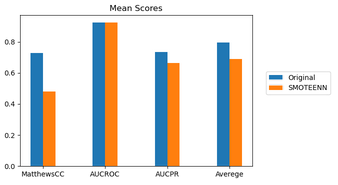 Mean Scores
0.8
0.6
0.4
0.2
0.0
MatthewsCC AUCROC AUCPR Averege
Original
SMOTEENN